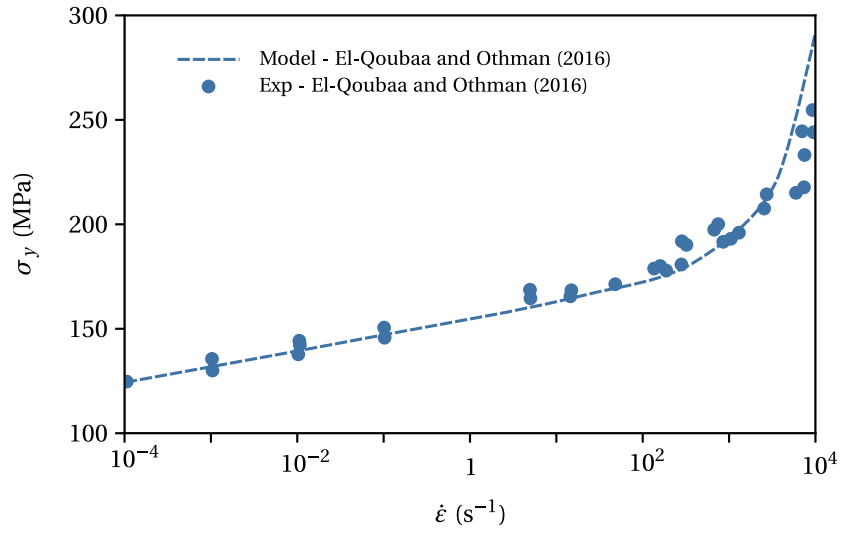 300
Model - El-Qoubaa and Othman (2016)
Exp - El-Qoubaa and Othman (2016)
250
200
σy (MPa)
150
100
10⁻⁴
10⁻²
1
10²
10⁴
ε̇ (s⁻¹)